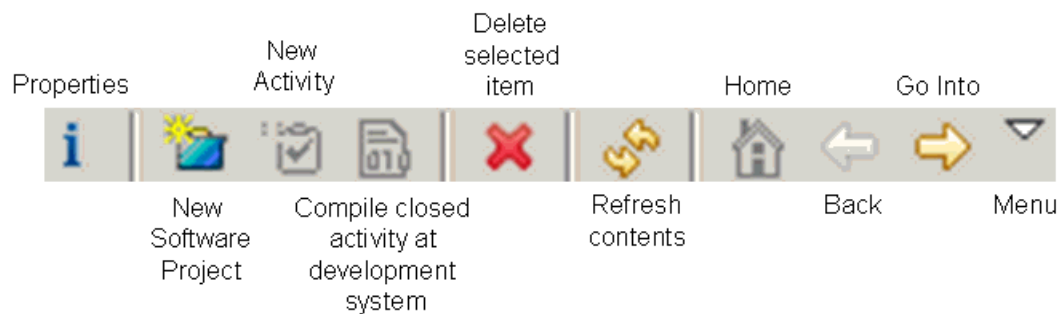 Properties
New
Activity
Delete
selected
item
Home
Go Into
i
010
New
Software
Project
Compile closed
activity at
development
system
Refresh
contents
Back
Menu